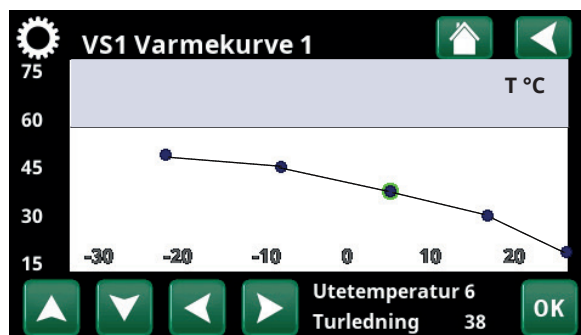 VS1 Varmekurve 1
T °C
75
60
45
30
15
-30 -20 -10 0 10 20
Utetemperatur 6
Turledning 38
OK